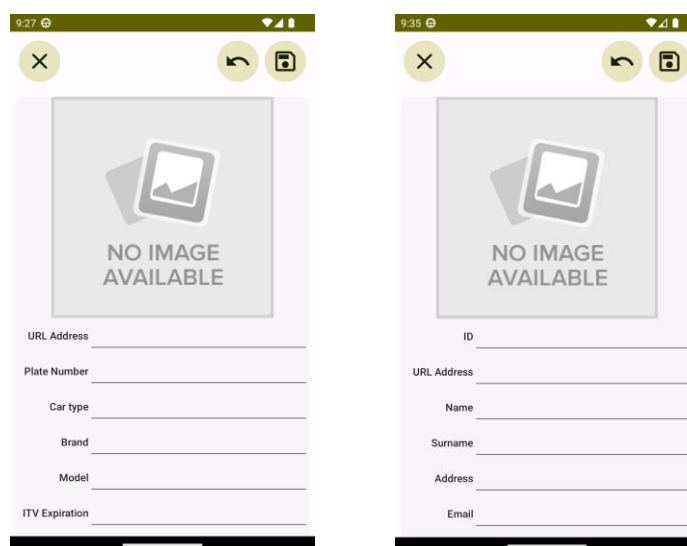 9:27
NO IMAGE
AVAILABLE
URL Address
Plate Number
Car type
Brand
Model
ITV Expiration
9:35
NO IMAGE
AVAILABLE
ID
URL Address
Name
Surname
Address
Email